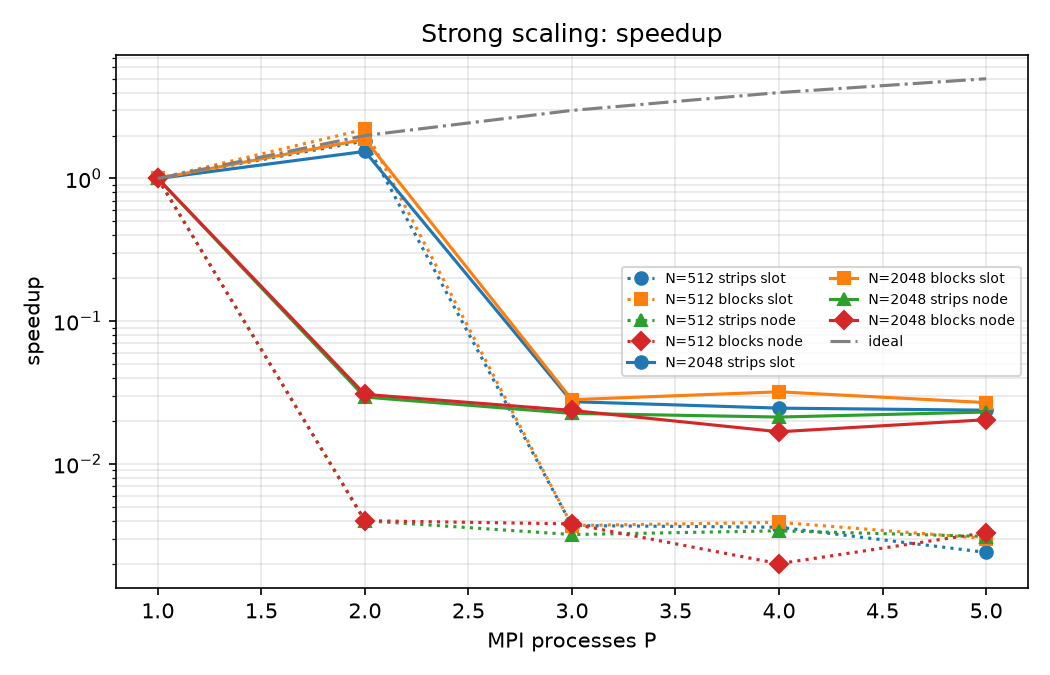 Strong scaling: speedup
speedup
10⁰
10⁻¹
10⁻²
N=512 strips slot
N=512 blocks slot
N=512 strips node
N=512 blocks node
N=2048 strips slot
N=2048 blocks slot
N=2048 strips node
N=2048 blocks node
ideal
1.0 1.5 2.0 2.5 3.0 3.5 4.0 4.5 5.0
MPI processes P